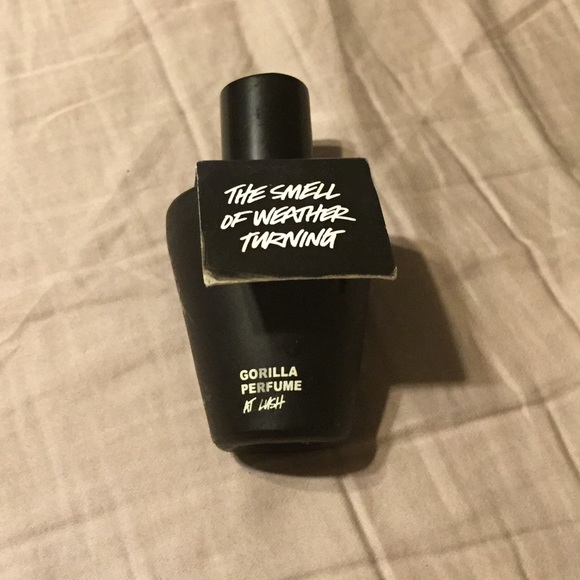 THE SMELL
OF WEATHER
TURNING
GORILLA
PERFUME
AT LUSH